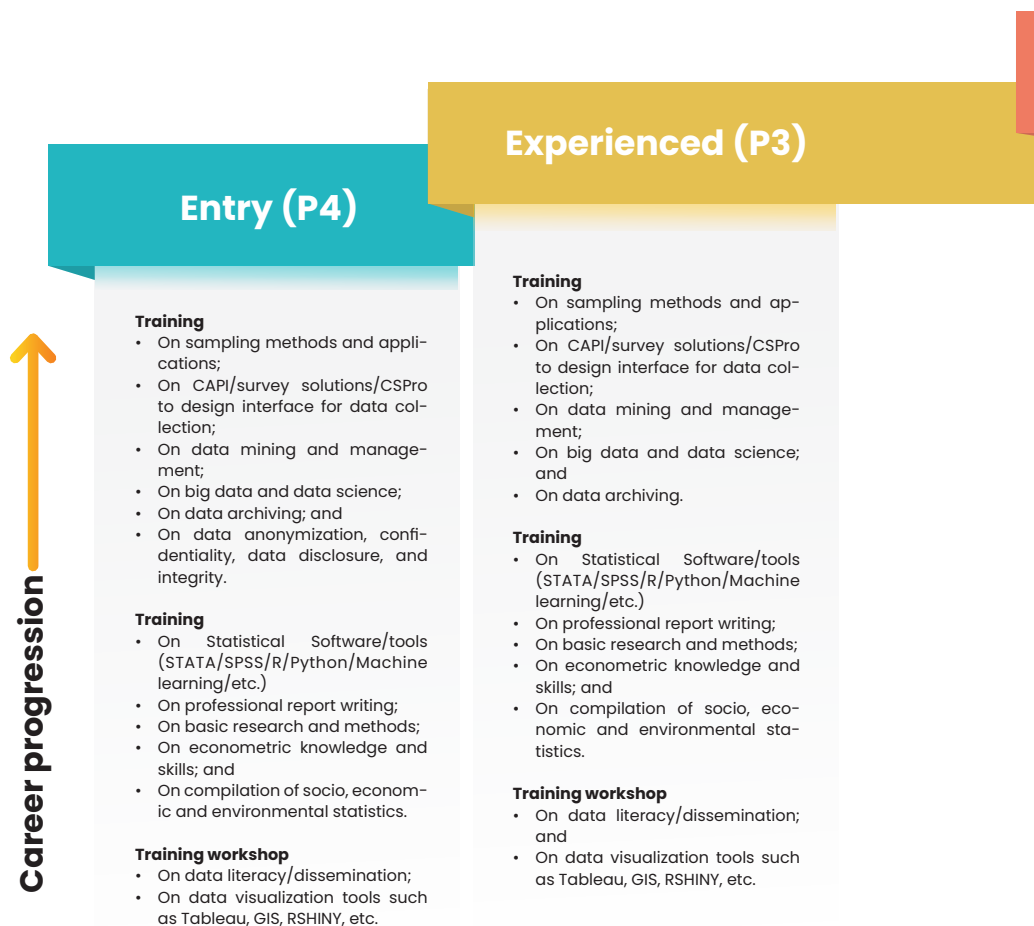 Experienced (P3)
Entry (P4)
Career progression
Training
• On sampling methods and appli-
cations;
• On CAPI/survey solutions/CSPro
to design interface for data col-
lection;
• On data mining and manage-
ment;
• On big data and data science;
• On data archiving; and
• On data anonymization, confi-
dentiality, data disclosure, and
integrity.
Training
• On Statistical Software/tools
(STATA/SPSS/R/Python/Machine
learning/etc.)
• On professional report writing;
• On basic research and methods;
• On econometric knowledge and
skills; and
• On compilation of socio, econom-
ic and environmental statistics.
Training workshop
• On data literacy/dissemination;
• On data visualization tools such
as Tableau, GIS, RSHINY, etc.
Training
• On sampling methods and ap-
plications;
• On CAPI/survey solutions/CSPro
to design interface for data col-
lection;
• On data mining and manage-
ment;
• On big data and data science;
and
• On data archiving.
Training
• On Statistical Software/tools
(STATA/SPSS/R/Python/Machine
learning/etc.)
• On professional report writing;
• On basic research and methods;
• On econometric knowledge and
skills; and
• On compilation of socio, eco-
nomic and environmental sta-
tistics.
Training workshop
• On data literacy/dissemination;
and
• On data visualization tools such
as Tableau, GIS, RSHINY, etc.